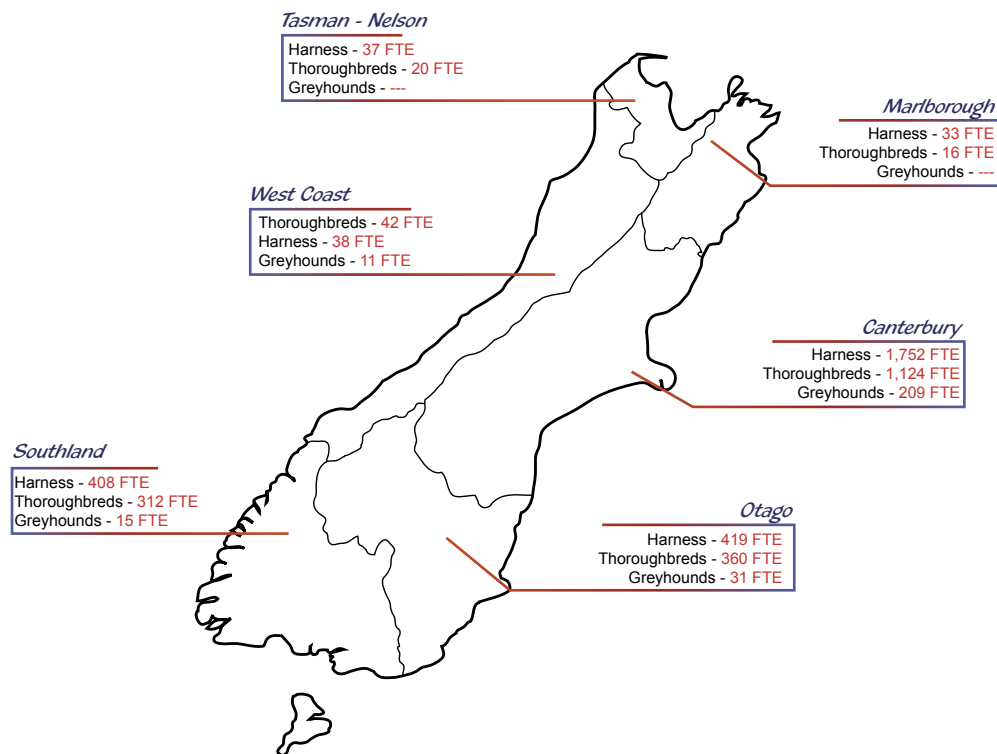 Tasman - Nelson
Harness - 37 FTE
Thoroughbreds - 20 FTE
Greyhounds - ---
Marlborough
Harness - 33 FTE
Thoroughbreds - 16 FTE
Greyhounds - ---
West Coast
Thoroughbreds - 42 FTE
Harness - 38 FTE
Greyhounds - 11 FTE
Canterbury
Harness - 1,752 FTE
Thoroughbreds - 1,124 FTE
Greyhounds - 209 FTE
Southland
Harness - 408 FTE
Thoroughbreds - 312 FTE
Greyhounds - 15 FTE
Otago
Harness - 419 FTE
Thoroughbreds - 360 FTE
Greyhounds - 31 FTE